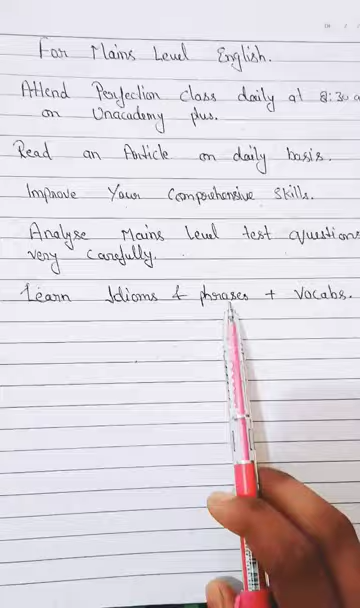 For Mains Level English.
Attend Perfection class daily at 8:30 a
on Unacademy plus.
Read an Article on daily basis.
Improve Your Comprehensive Skills.
Analyse Mains Level test questions
very carefully.
Learn Idioms & phrases + Vocabs.